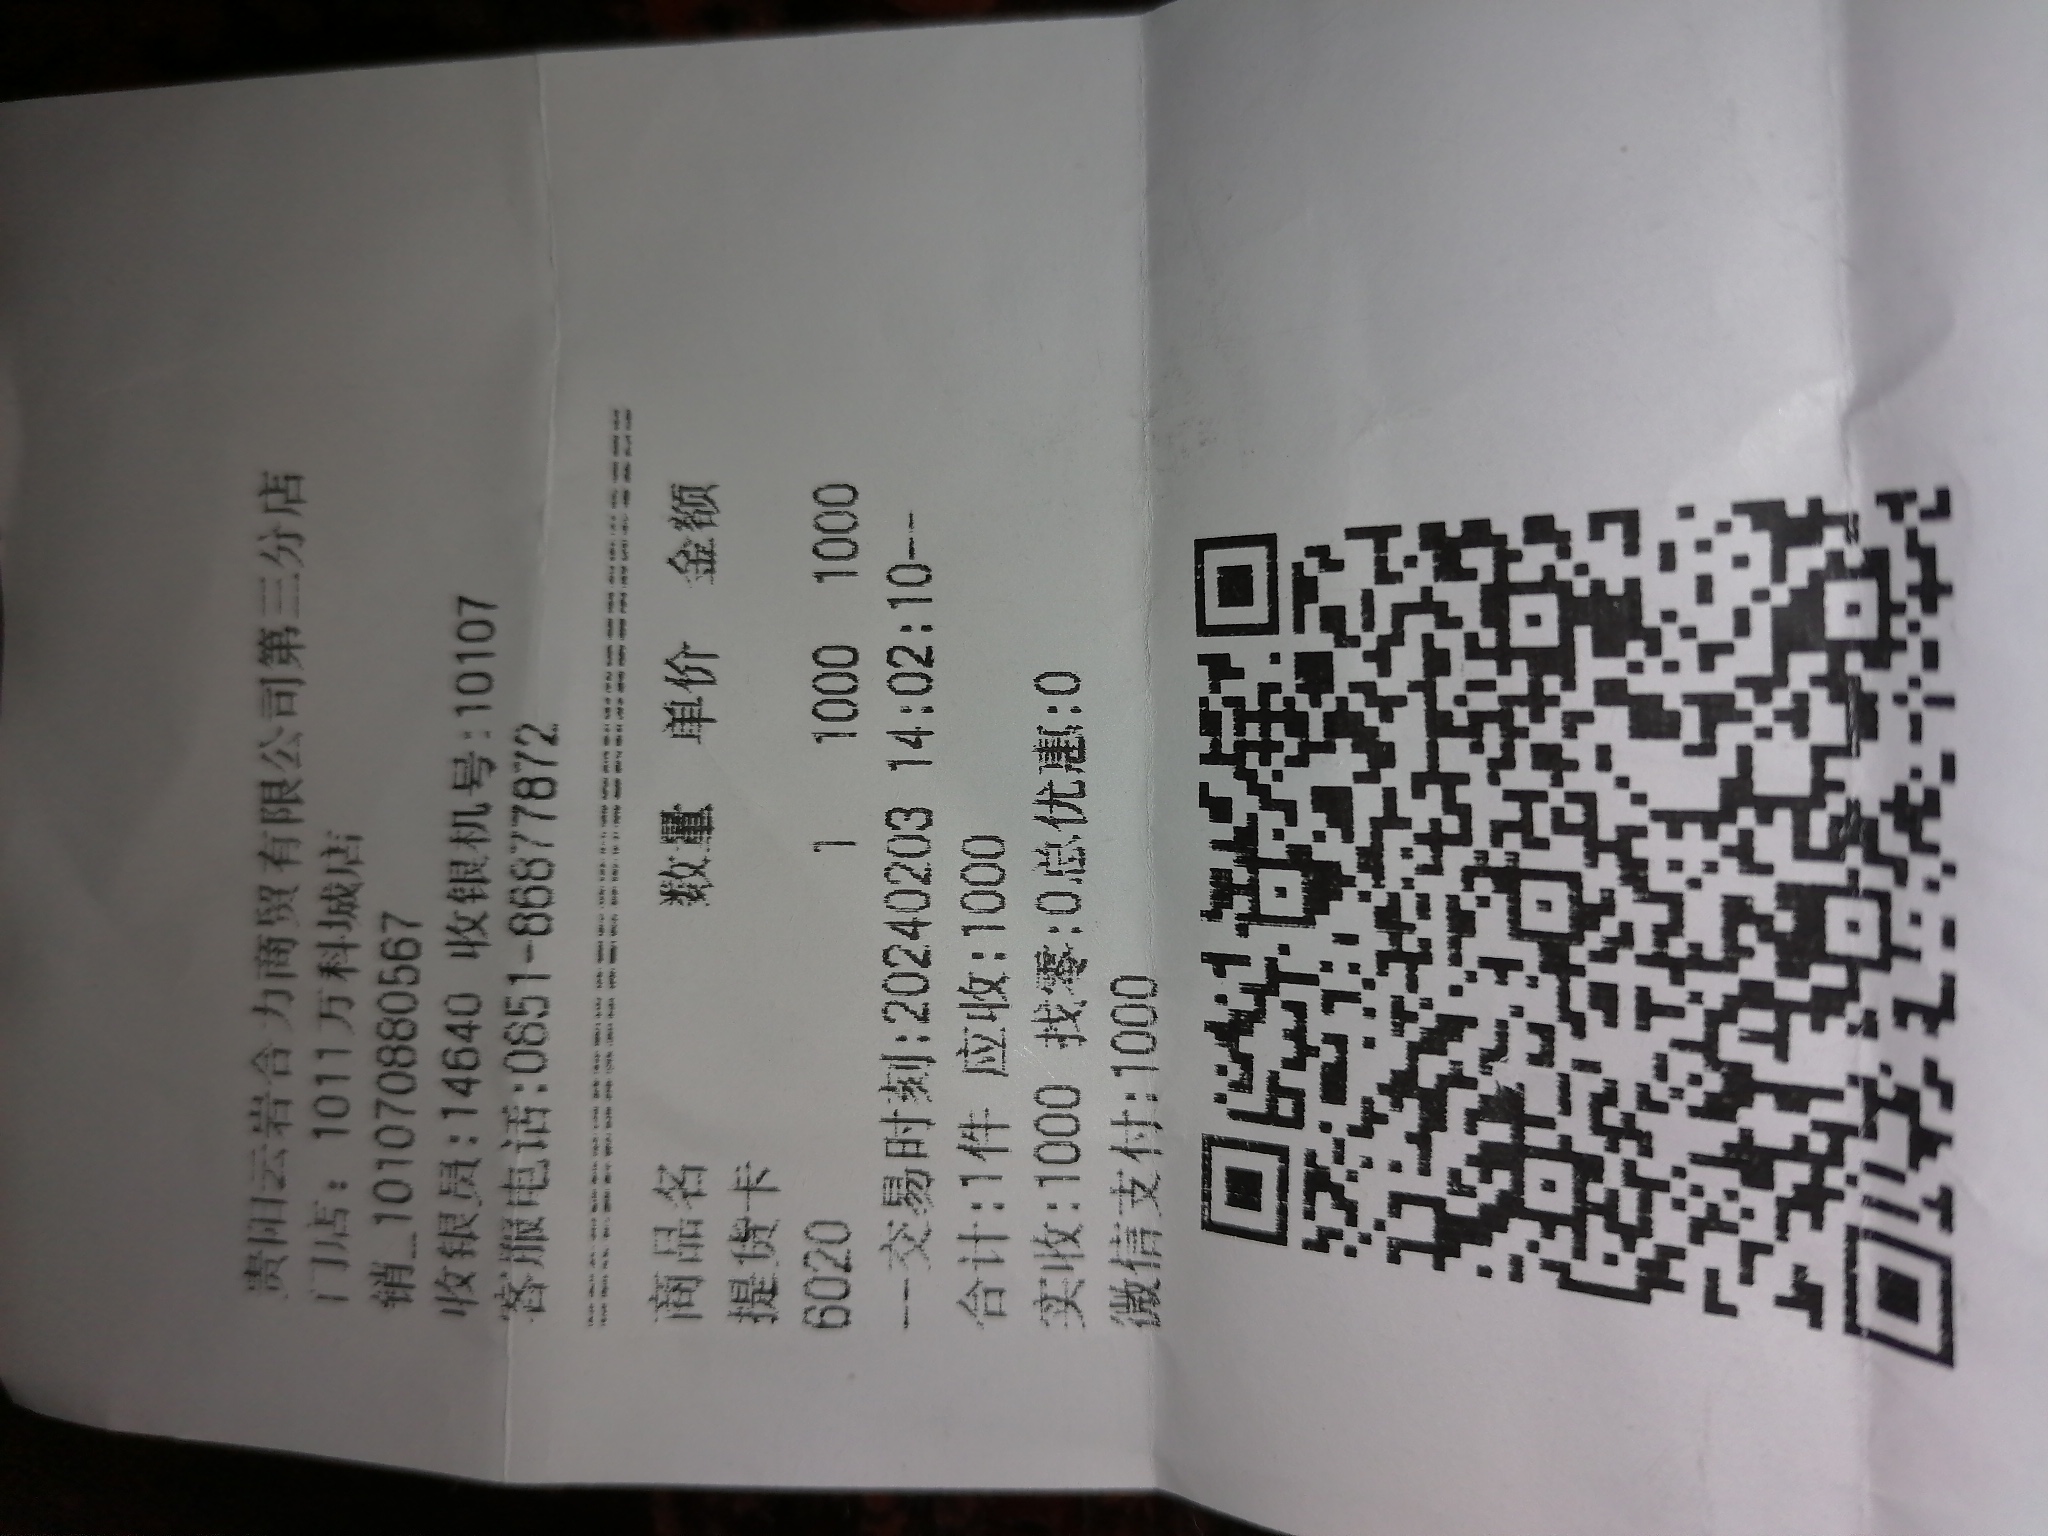 贵阳云岩合力商贸有限公司第三分店
门店: 1011万科城店
销_101070880567
收银员:14640 收银机号:10107
客服电话:0851-86877872
==========================================
商品名 数量 单价 金额
提货卡
6020 1 1000 1000
--交易时刻:20240203 14:02:10--
合计:1件 应收:1000
实收:1000 找零:0总优惠:0
微信支付:1000